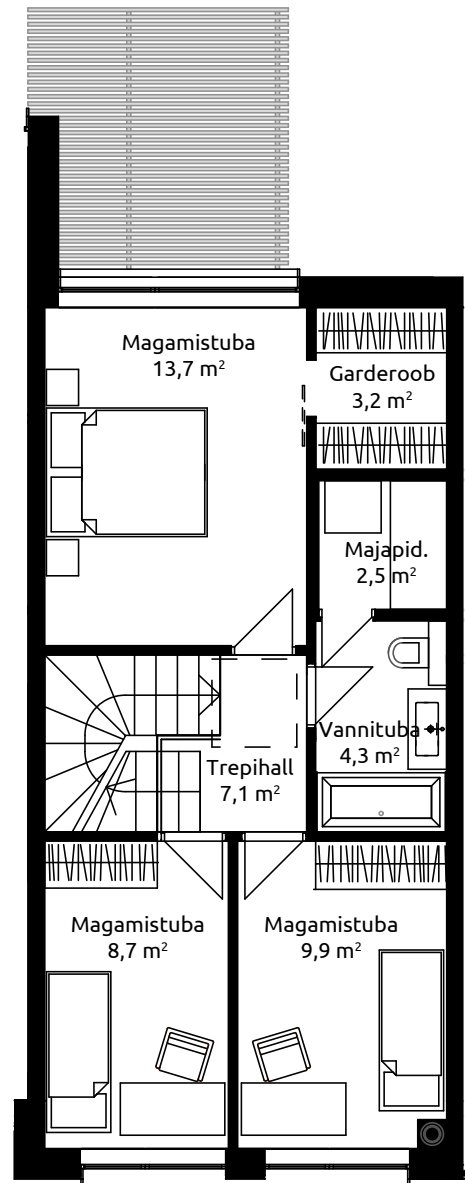 Magamistuba
13,7 m²
Garderoob
3,2 m²
Majapid.
2,5 m²
Vannituba
4,3 m²
Trepihall
7,1 m²
Magamistuba
8,7 m²
Magamistuba
9,9 m²